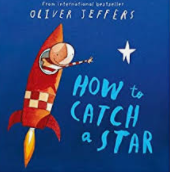 From international bestseller
OLIVER JEFFERS
HOW to
CATCH
a STAR